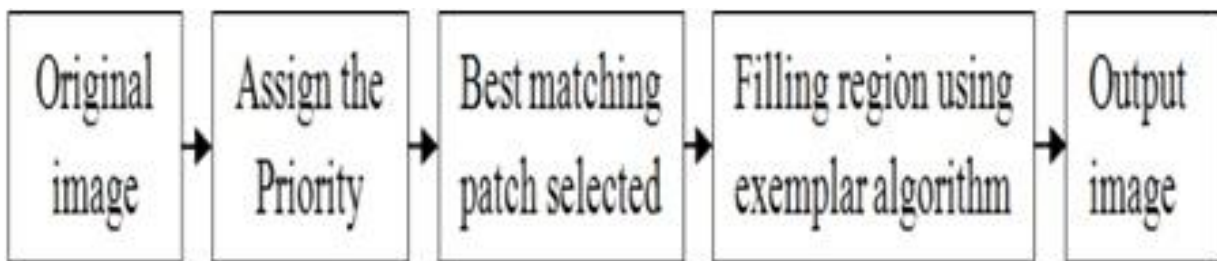 Original
image
Assign the
Priority
Best matching
patch selected
Filling region using
exemplar algorithm
Output
image